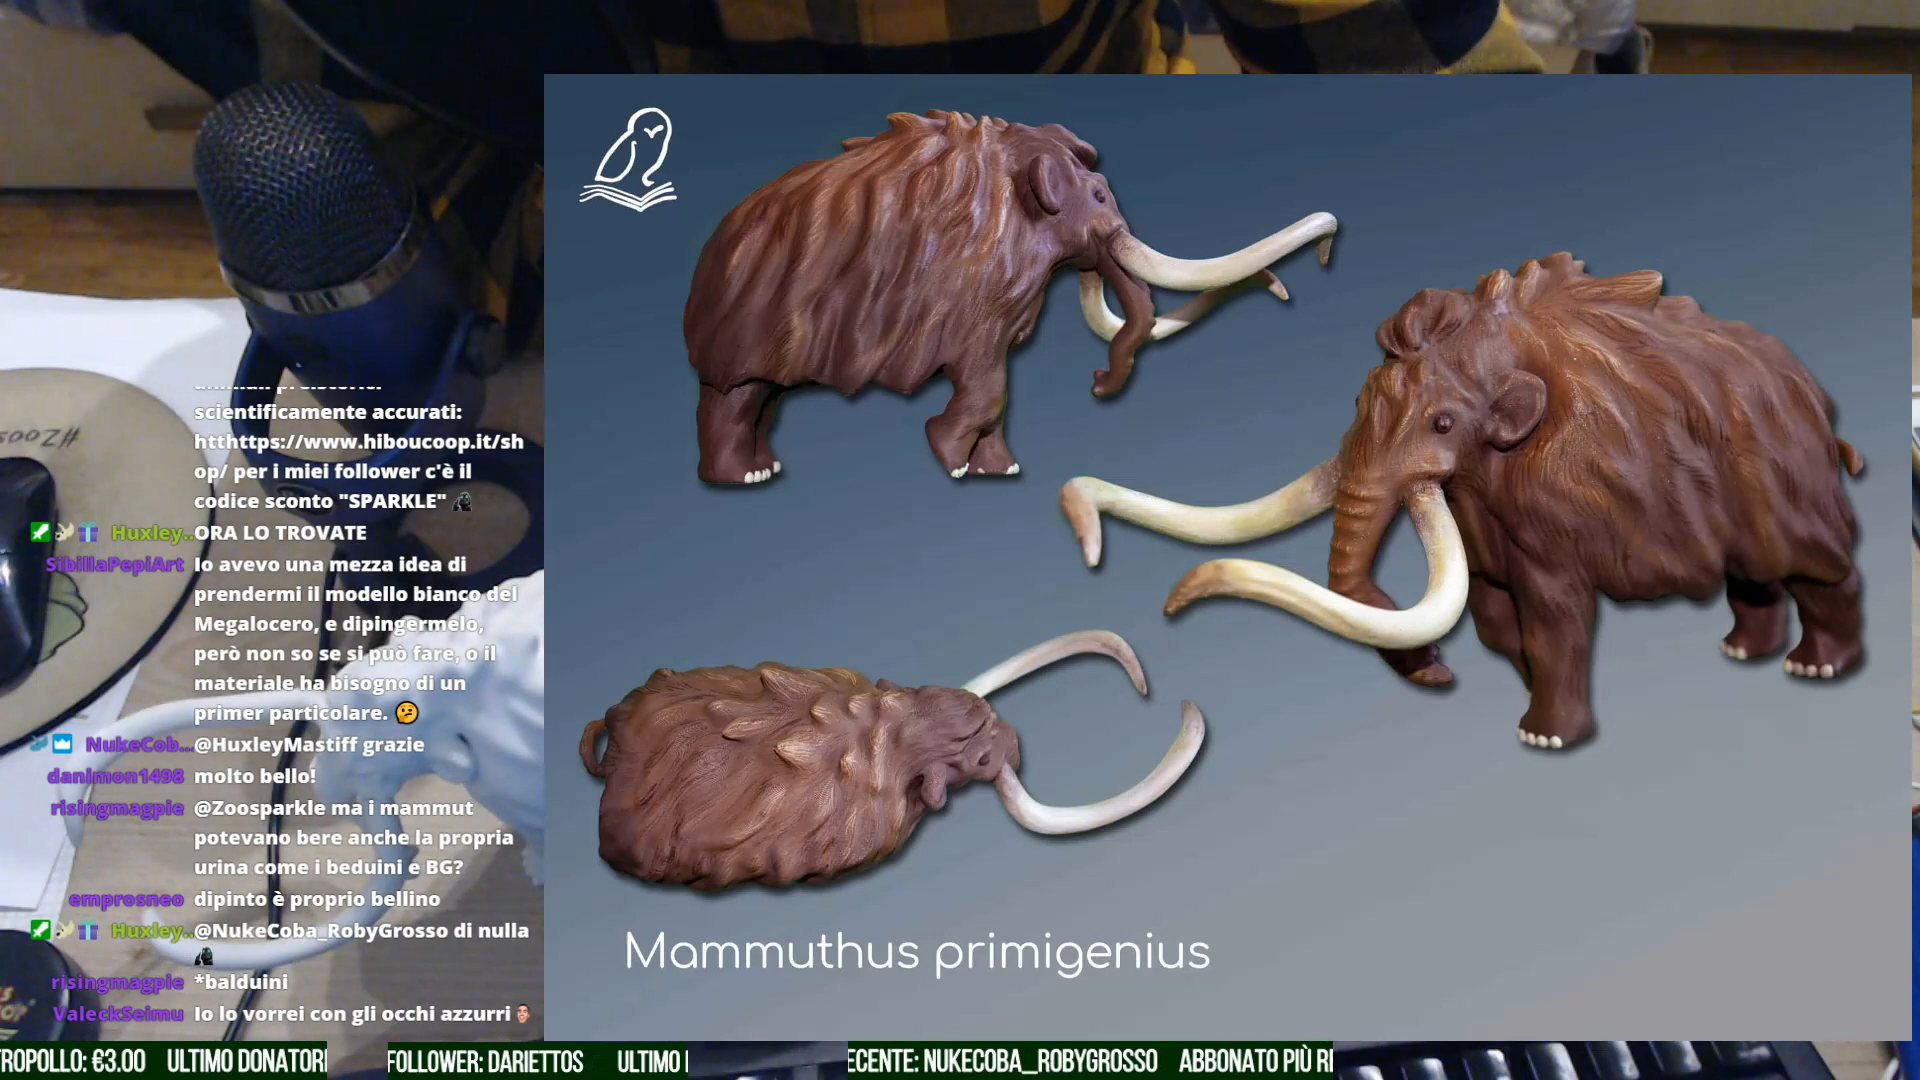 scientificamente accurati:
htthttps://www.hiboucoop.it/sh
op/ per i miei follower c'è il
codice sconto "SPARKLE"
Huxley.. ORA LO TROVATE
SibillaPepiArt Io avevo una mezza idea di
prendermi il modello bianco del
Megalocero, e dipingermelo,
però non so se si può fare, o il
materiale ha bisogno di un
primer particolare.
NukeCob... @HuxleyMastiff grazie
danimon1498 molto bello!
risingmagpie @Zoosparkle ma i mammut
potevano bere anche la propria
urina come i beduini e BG?
emprosneo dipinto è proprio bellino
Huxley.. @NukeCoba_RobyGrosso di nulla
risingmagpie *balduini
ValeckSeimu Io lo vorrei con gli occhi azzurri
Mammuthus primigenius
TROPOLLO: €3.00 ULTIMO DONATOR
FOLLOWER: DARIETTOS ULTIMO
ECENTE: NUKECOBA_ROBYGROSSO ABBONATO PIÙ R